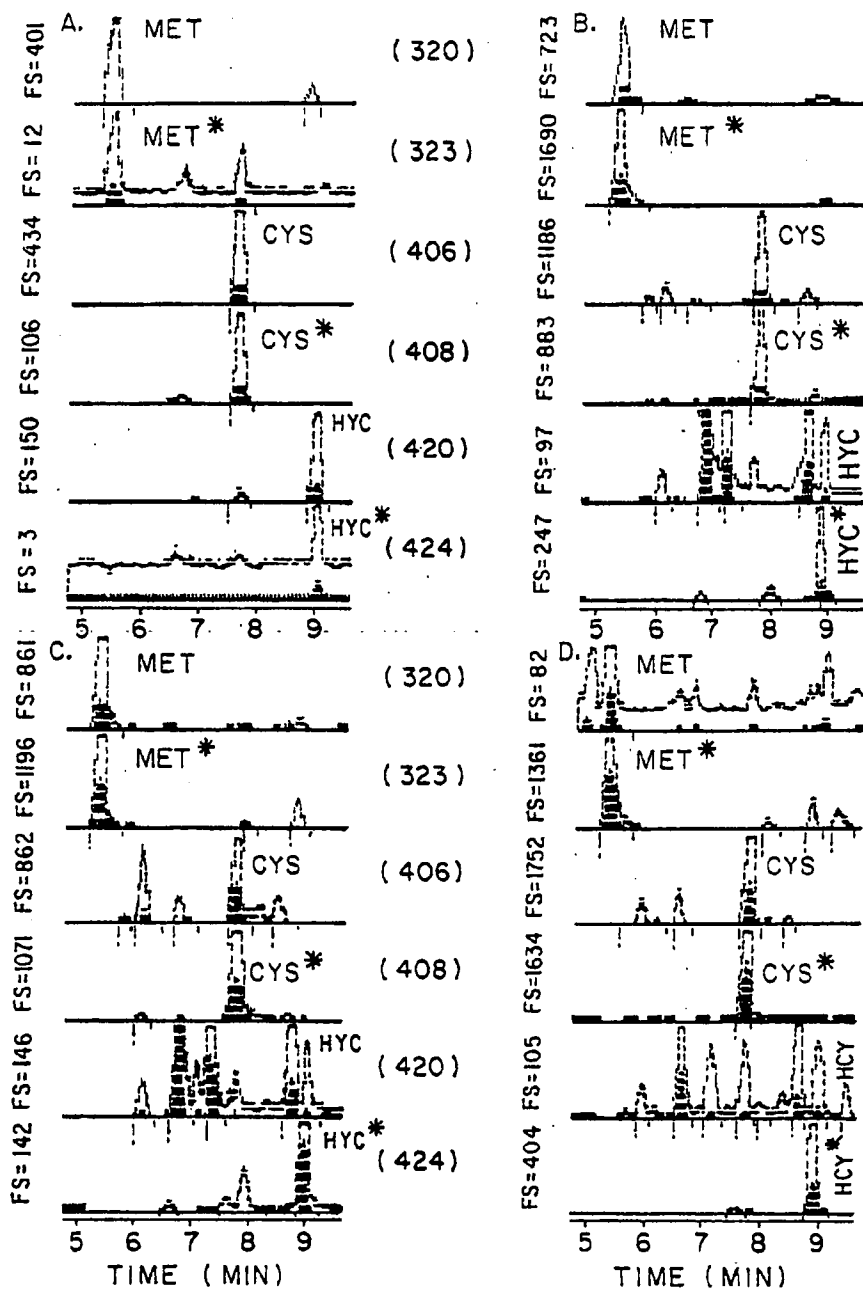 A. MET
FS=401
(320)
MET*
FS=12
(323)
CYS
FS=434
(406)
CYS*
FS=106
(408)
HYC
FS=150
(420)
HYC*
FS=3
(424)
5 6 7 8 9
B. MET
FS=723
MET*
FS=1690
CYS
FS=1186
CYS*
FS=883
HYC
FS=97
HYC*
FS=247
5 6 7 8 9
C. MET
FS=861
(320)
MET*
FS=1196
(323)
CYS
FS=862
(406)
CYS*
FS=1071
(408)
HYC
FS=146
(420)
HYC*
FS=142
(424)
5 6 7 8 9
TIME (MIN)
D. MET
FS=82
MET*
FS=1361
CYS
FS=1752
CYS*
FS=1634
HCY
FS=105
HCY*
FS=404
5 6 7 8 9
TIME (MIN)